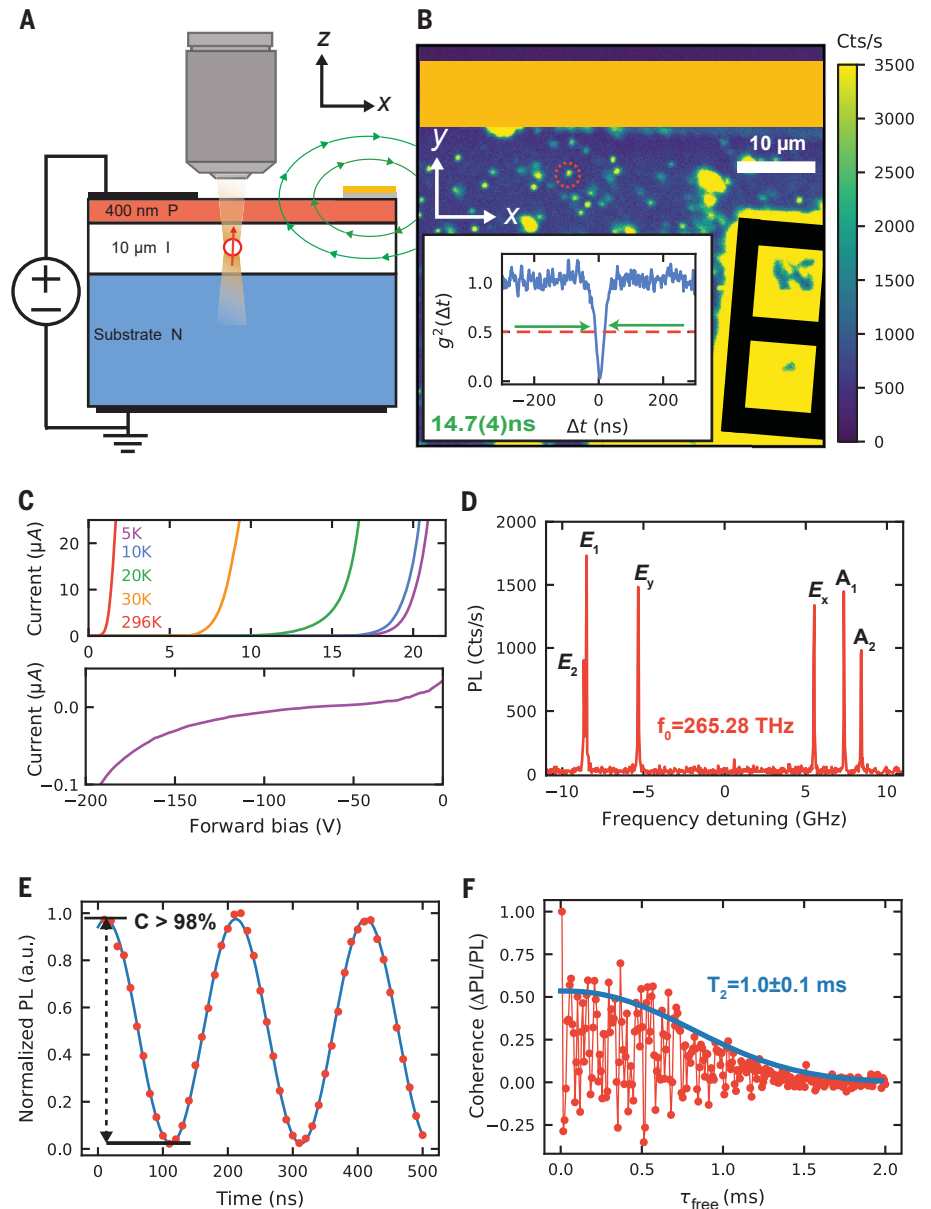 A
z
x
400 nm P
10 µm I
Substrate N
B
Cts/s
3500
3000
2500
2000
1500
1000
500
0
y
x
10 µm
g²(Δt)
1.0
0.5
0.0
−200 0 200
Δt (ns)
14.7(4)ns
C
Current (µA)
20
10
0
5K
10K
20K
30K
296K
0 5 10 15 20
Current (µA)
0.0
−0.1
−200 −150 −100 −50 0
Forward bias (V)
D
PL (Cts/s)
2000
1500
1000
500
0
E₁
E₂
Eᵧ
Eₓ
A₁
A₂
f₀=265.28 THz
−10 −5 0 5 10
Frequency detuning (GHz)
E
Normalized PL (a.u.)
1.0
0.8
0.6
0.4
0.2
0.0
C > 98%
0 100 200 300 400 500
Time (ns)
F
Coherence (ΔPL/PL)
1.00
0.75
0.50
0.25
0.00
−0.25
T₂=1.0±0.1 ms
0.0 0.5 1.0 1.5 2.0
τfree (ms)